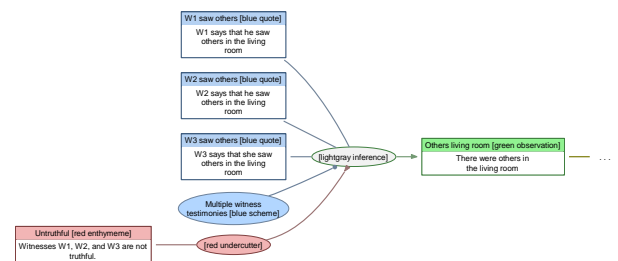 W1 saw others [blue quote]
W1 says that he saw
others in the living
room
W2 saw others [blue quote]
W2 says that he saw
others in the living
room
W3 saw others [blue quote]
W3 says that she saw
others in the living
room
[lightgray inference]
Others living room [green observation]
There were others in
the living room
...
Multiple witness
testimonies [blue scheme]
Untruthful [red enthymeme]
Witnesses W1, W2, and W3 are not
truthful.
[red undercutter]